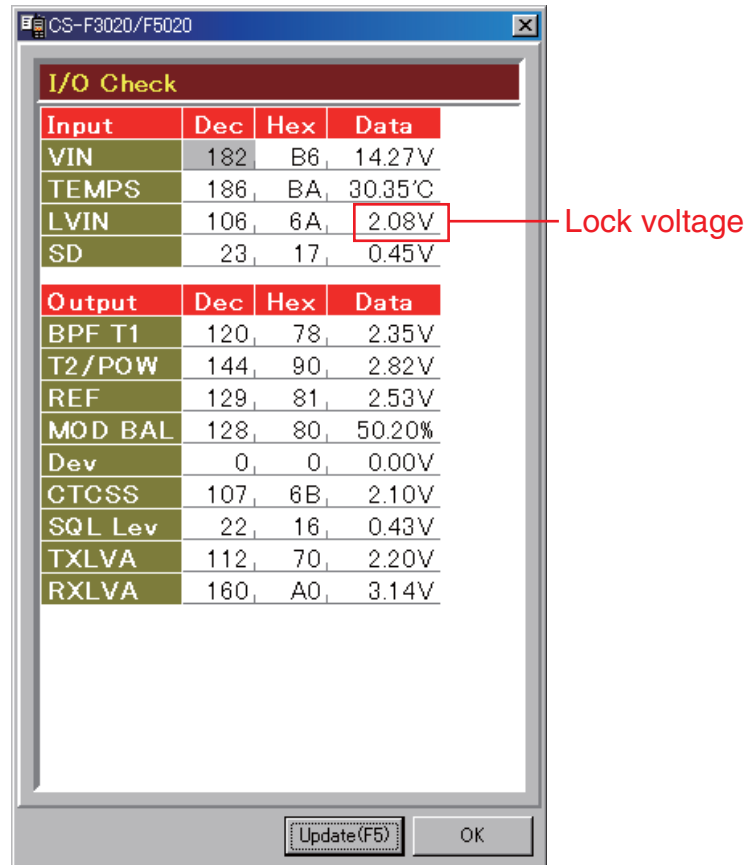 CS-F3020/F5020
I/O Check
Input Dec Hex Data
VIN 182 B6 14.27V
TEMPS 186 BA 30.35'C
LVIN 106 6A 2.08V Lock voltage
SD 23 17 0.45V
Output Dec Hex Data
BPF T1 120 78 2.35V
T2/POW 144 90 2.82V
REF 129 81 2.53V
MOD BAL 128 80 50.20%
Dev 0 0 0.00V
CTCSS 107 6B 2.10V
SQL Lev 22 16 0.43V
TXLVA 112 70 2.20V
RXLVA 160 A0 3.14V
Update(F5) OK